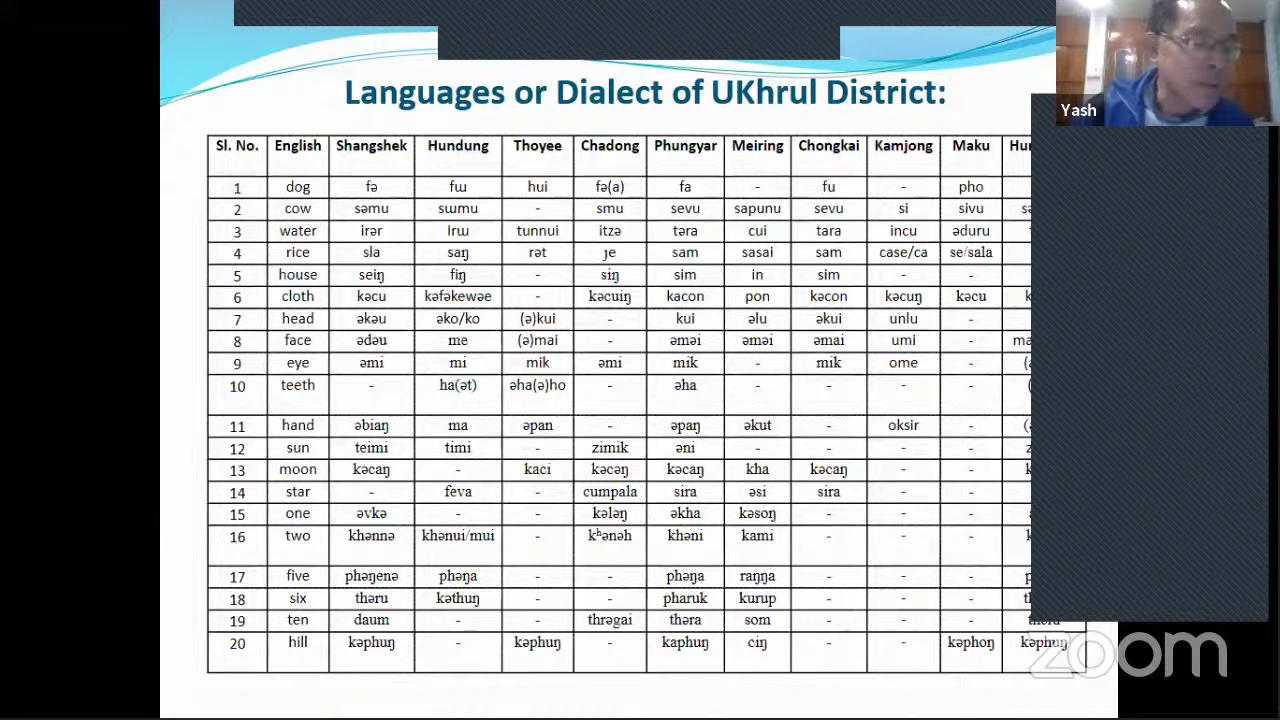 Languages or Dialect of UKhrul District:
Yash
Sl. No. English Shangshek Hundung Thoyee Chadong Phungyar Meiring Chongkai Kamjong Maku
1 dog fə fɯ hui fə(a) fa - fu - pho
2 cow səmu sɯmu - smu sevu sapunu sevu si sivu
3 water irər Irɯ tunnui itzə təra cui tara incu əduru
4 rice sla saŋ rət ɟe sam sasai sam case/ca se/sala
5 house seiŋ fiŋ - siŋ sim in sim - -
6 cloth kəcu kəfəkewəe - kəcuiŋ kacon pon kəcon kəcuŋ kəcu
7 head əkəu əko/ko (ə)kui - kui əlu əkui unlu
8 face ədəu me (ə)mai - əməi əməi əmai umi -
9 eye əmi mi mik əmi mik - mik ome -
10 teeth - ha(ət) əha(ə)ho - əha - - - -
11 hand əbiaŋ ma əpan - əpaŋ əkut - oksir -
12 sun teimi timi zimik əni - - - -
13 moon kəcaŋ - kaci kəcəŋ kəcaŋ kha kəcaŋ - -
14 star - feva - cumpala sira əsi sira - -
15 one əvkə - - kələŋ əkha kəsoŋ - - -
16 two khənnə khənui/mui - kʰənəh khəni kami - - -
17 five phəŋenə phəŋa - - phəŋa raŋŋa - - -
18 six thəru kəthuŋ - - pharuk kurup - - -
19 ten daum - - thrəgai thəra som - - -
20 hill kəphuŋ - kəphuŋ - kaphuŋ ciŋ - - kəphoŋ kəphuŋ
zoom